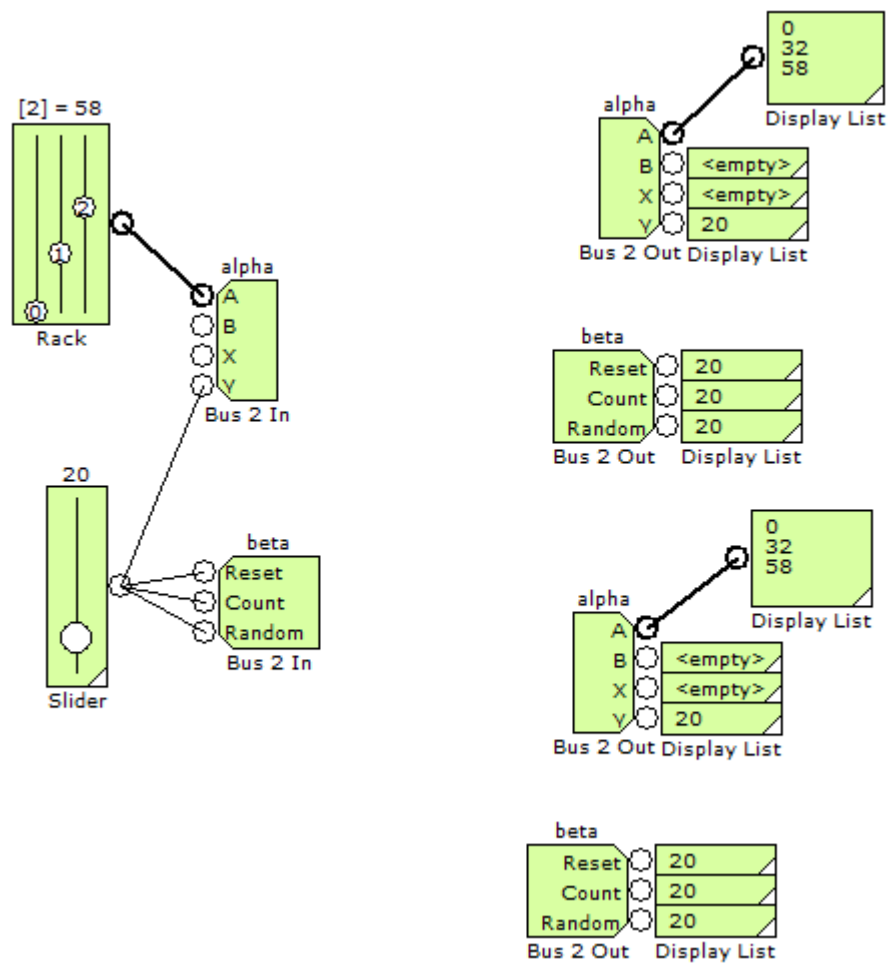 [2] = 58
0
1
2
Rack
alpha
A
B
X
Y
Bus 2 In
20
Slider
beta
Reset
Count
Random
Bus 2 In
0
32
58
Display List
alpha
A
B <empty>
X <empty>
Y 20
Bus 2 Out Display List
beta
Reset 20
Count 20
Random 20
Bus 2 Out Display List
0
32
58
Display List
alpha
A
B <empty>
X <empty>
Y 20
Bus 2 Out Display List
beta
Reset 20
Count 20
Random 20
Bus 2 Out Display List